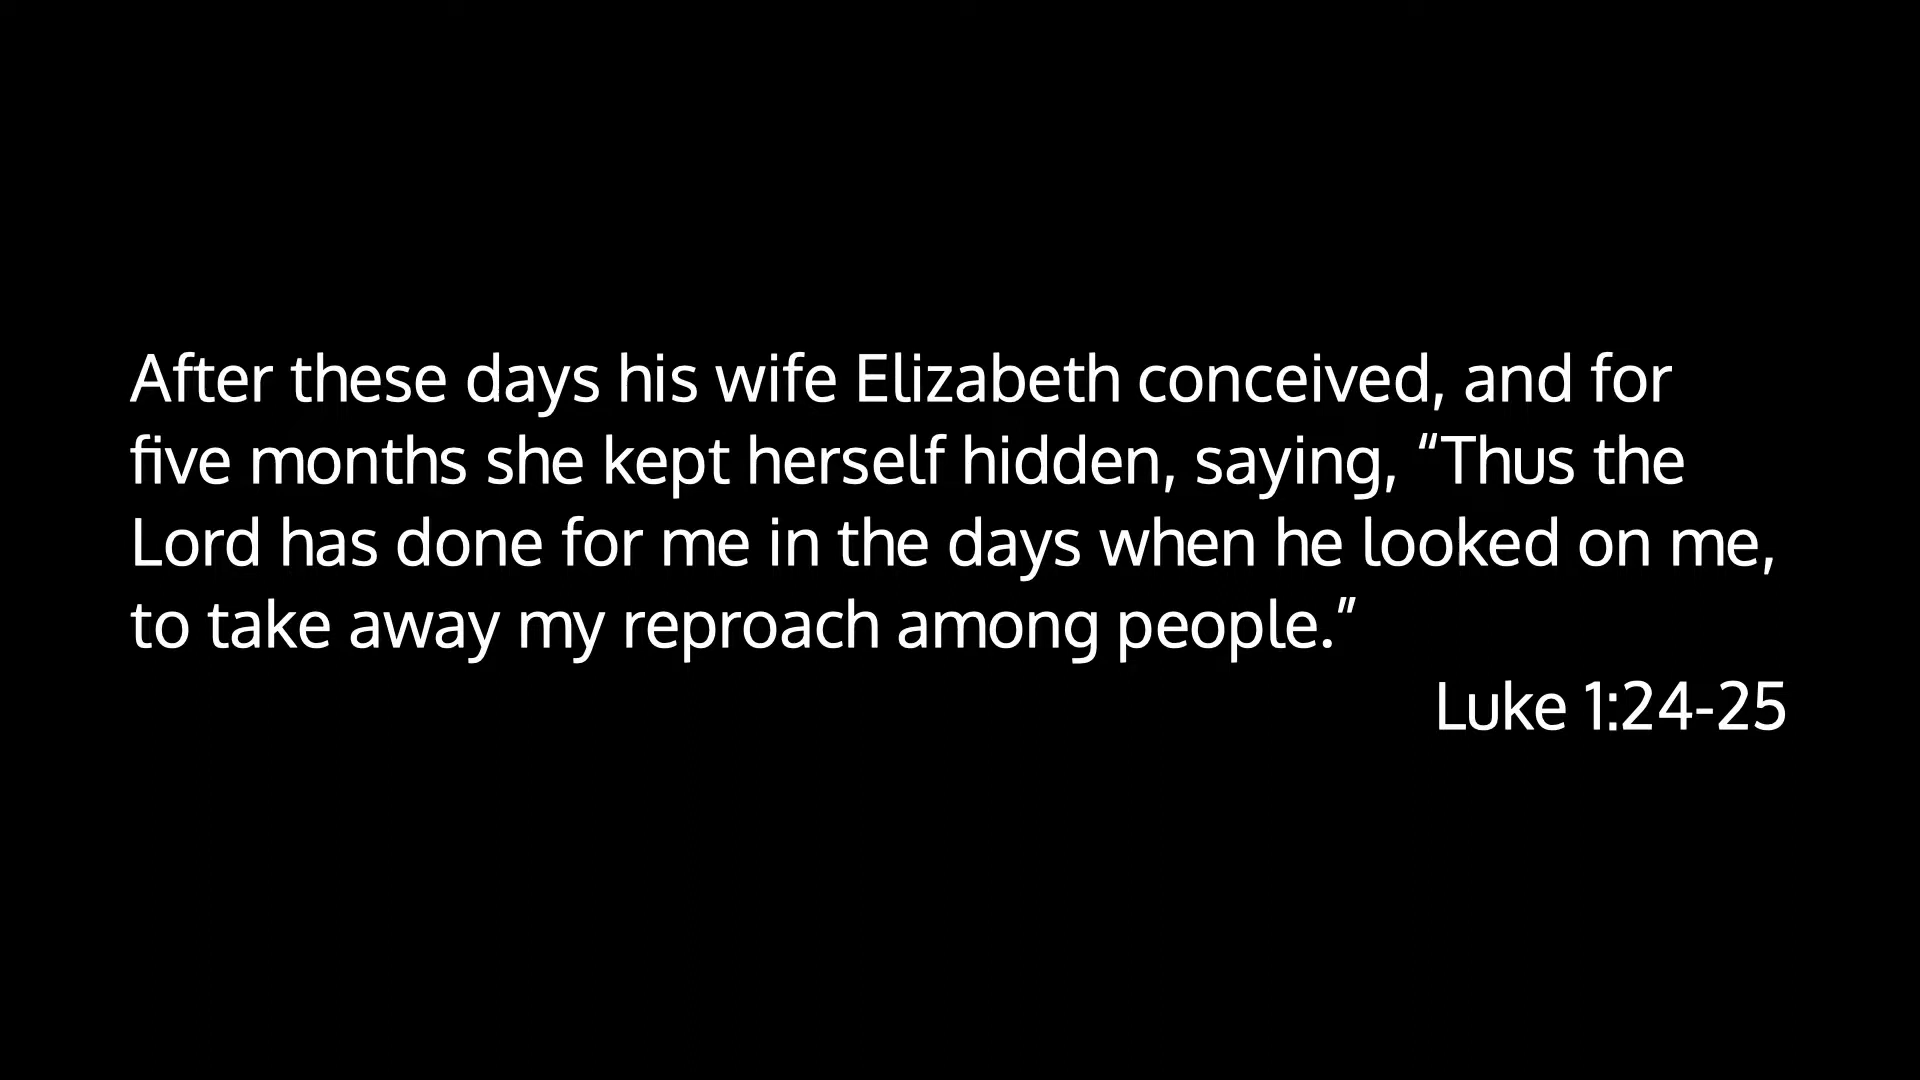 After these days his wife Elizabeth conceived, and for
five months she kept herself hidden, saying, “Thus the
Lord has done for me in the days when he looked on me,
to take away my reproach among people.”
Luke 1:24-25